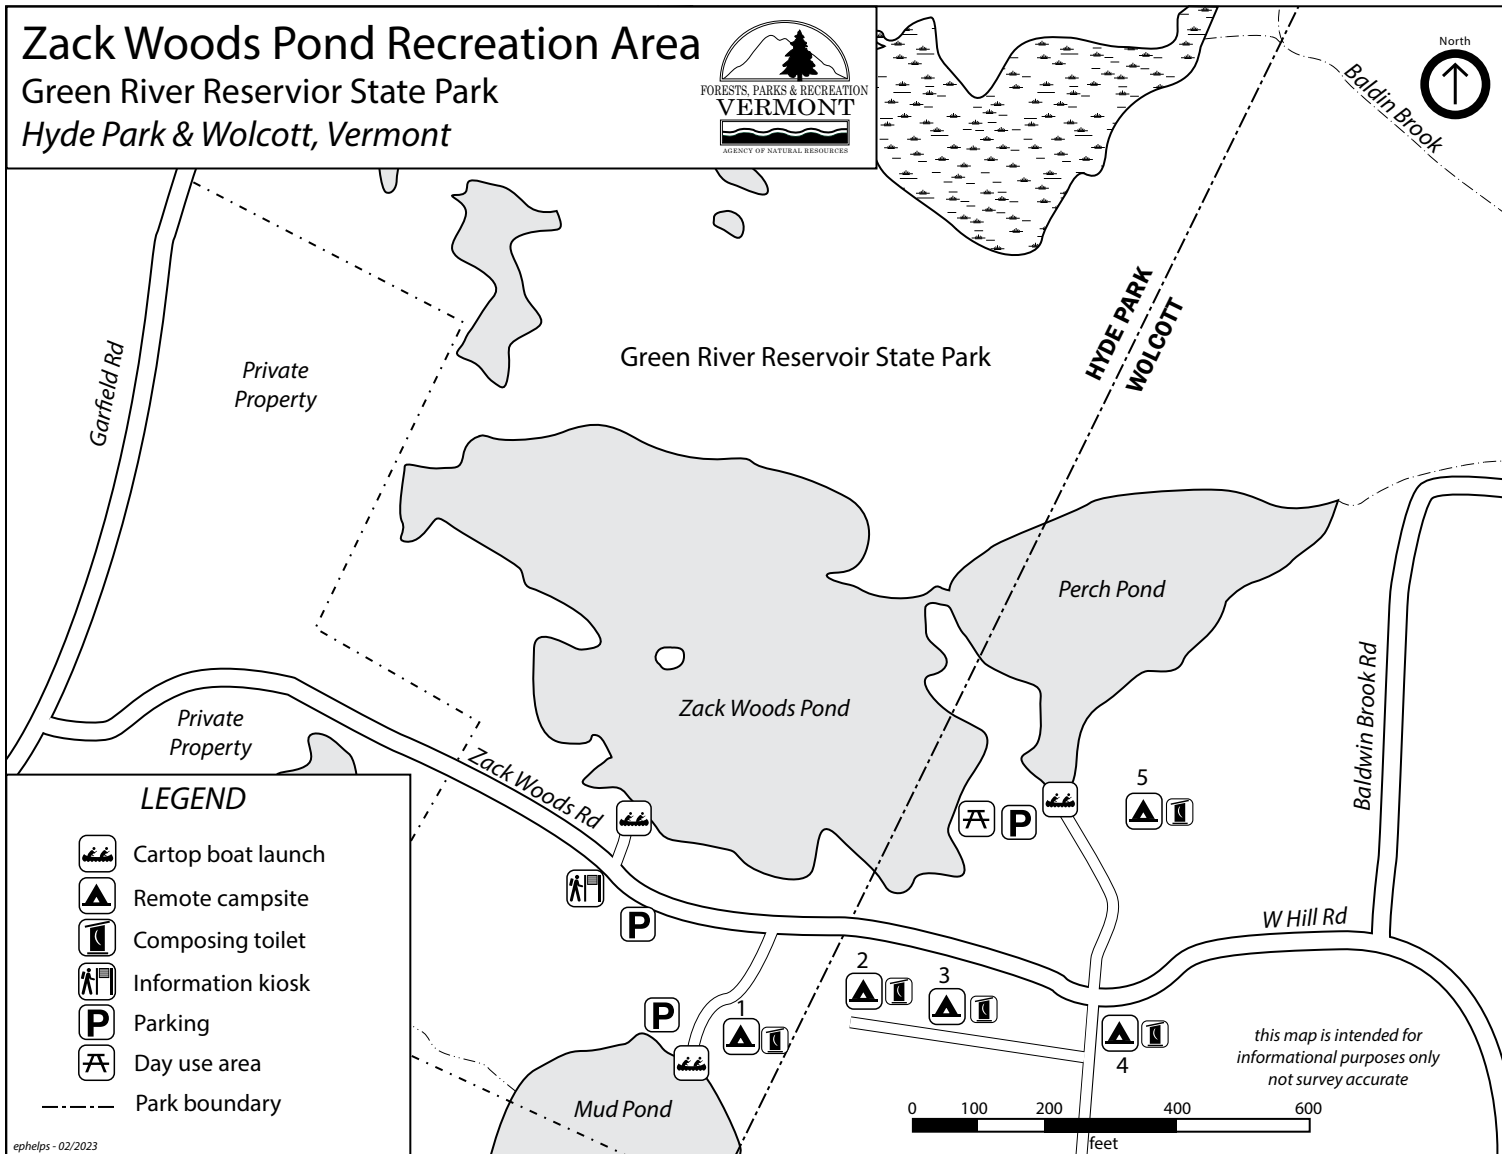 Zack Woods Pond Recreation Area
Green River Reservior State Park
Hyde Park & Wolcott, Vermont
FORESTS, PARKS & RECREATION
VERMONT
AGENCY OF NATURAL RESOURCES
North
Baldin Brook
HYDE PARK
WOLCOTT
Green River Reservoir State Park
Garfield Rd
Private
Property
Perch Pond
Zack Woods Pond
Baldwin Brook Rd
Private
Property
Zack Woods Rd
5
P
W Hill Rd
P
2
3
1
P
4
Mud Pond
this map is intended for
informational purposes only
not survey accurate
0 100 200 400 600
feet
LEGEND
Cartop boat launch
Remote campsite
Composing toilet
Information kiosk
P Parking
Day use area
Park boundary
ephelps - 02/2023